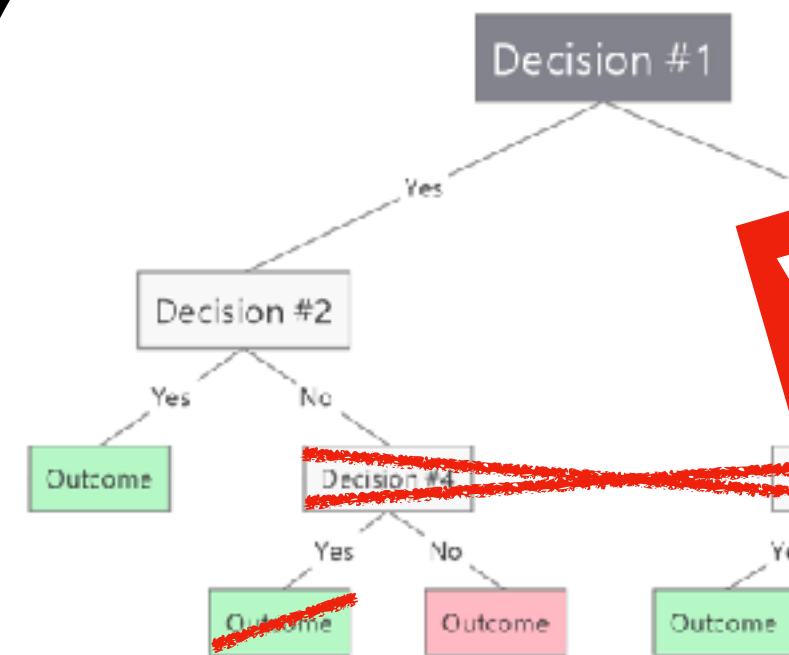 Decision #1
Yes
Decision #2
Yes
No
Outcome
Decision #4
Yes
No
Outcome
Outcome
Outcome